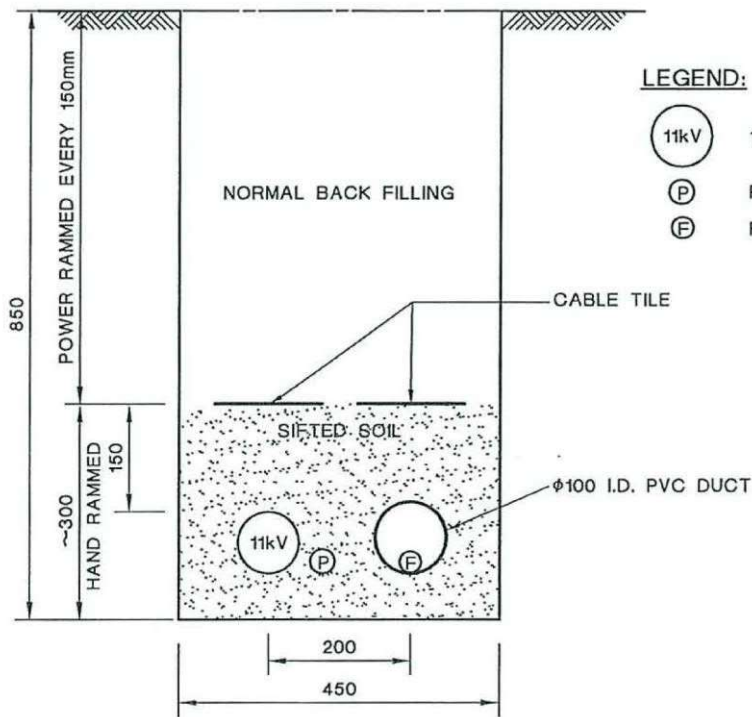 850
POWER RAMMED EVERY 150mm
NORMAL BACK FILLING
LEGEND:
11kV
P
F
CABLE TILE
SIFTED SOIL
~300
HAND RAMMED
150
φ100 I.D. PVC DUCT
11kV
P
F
200
450